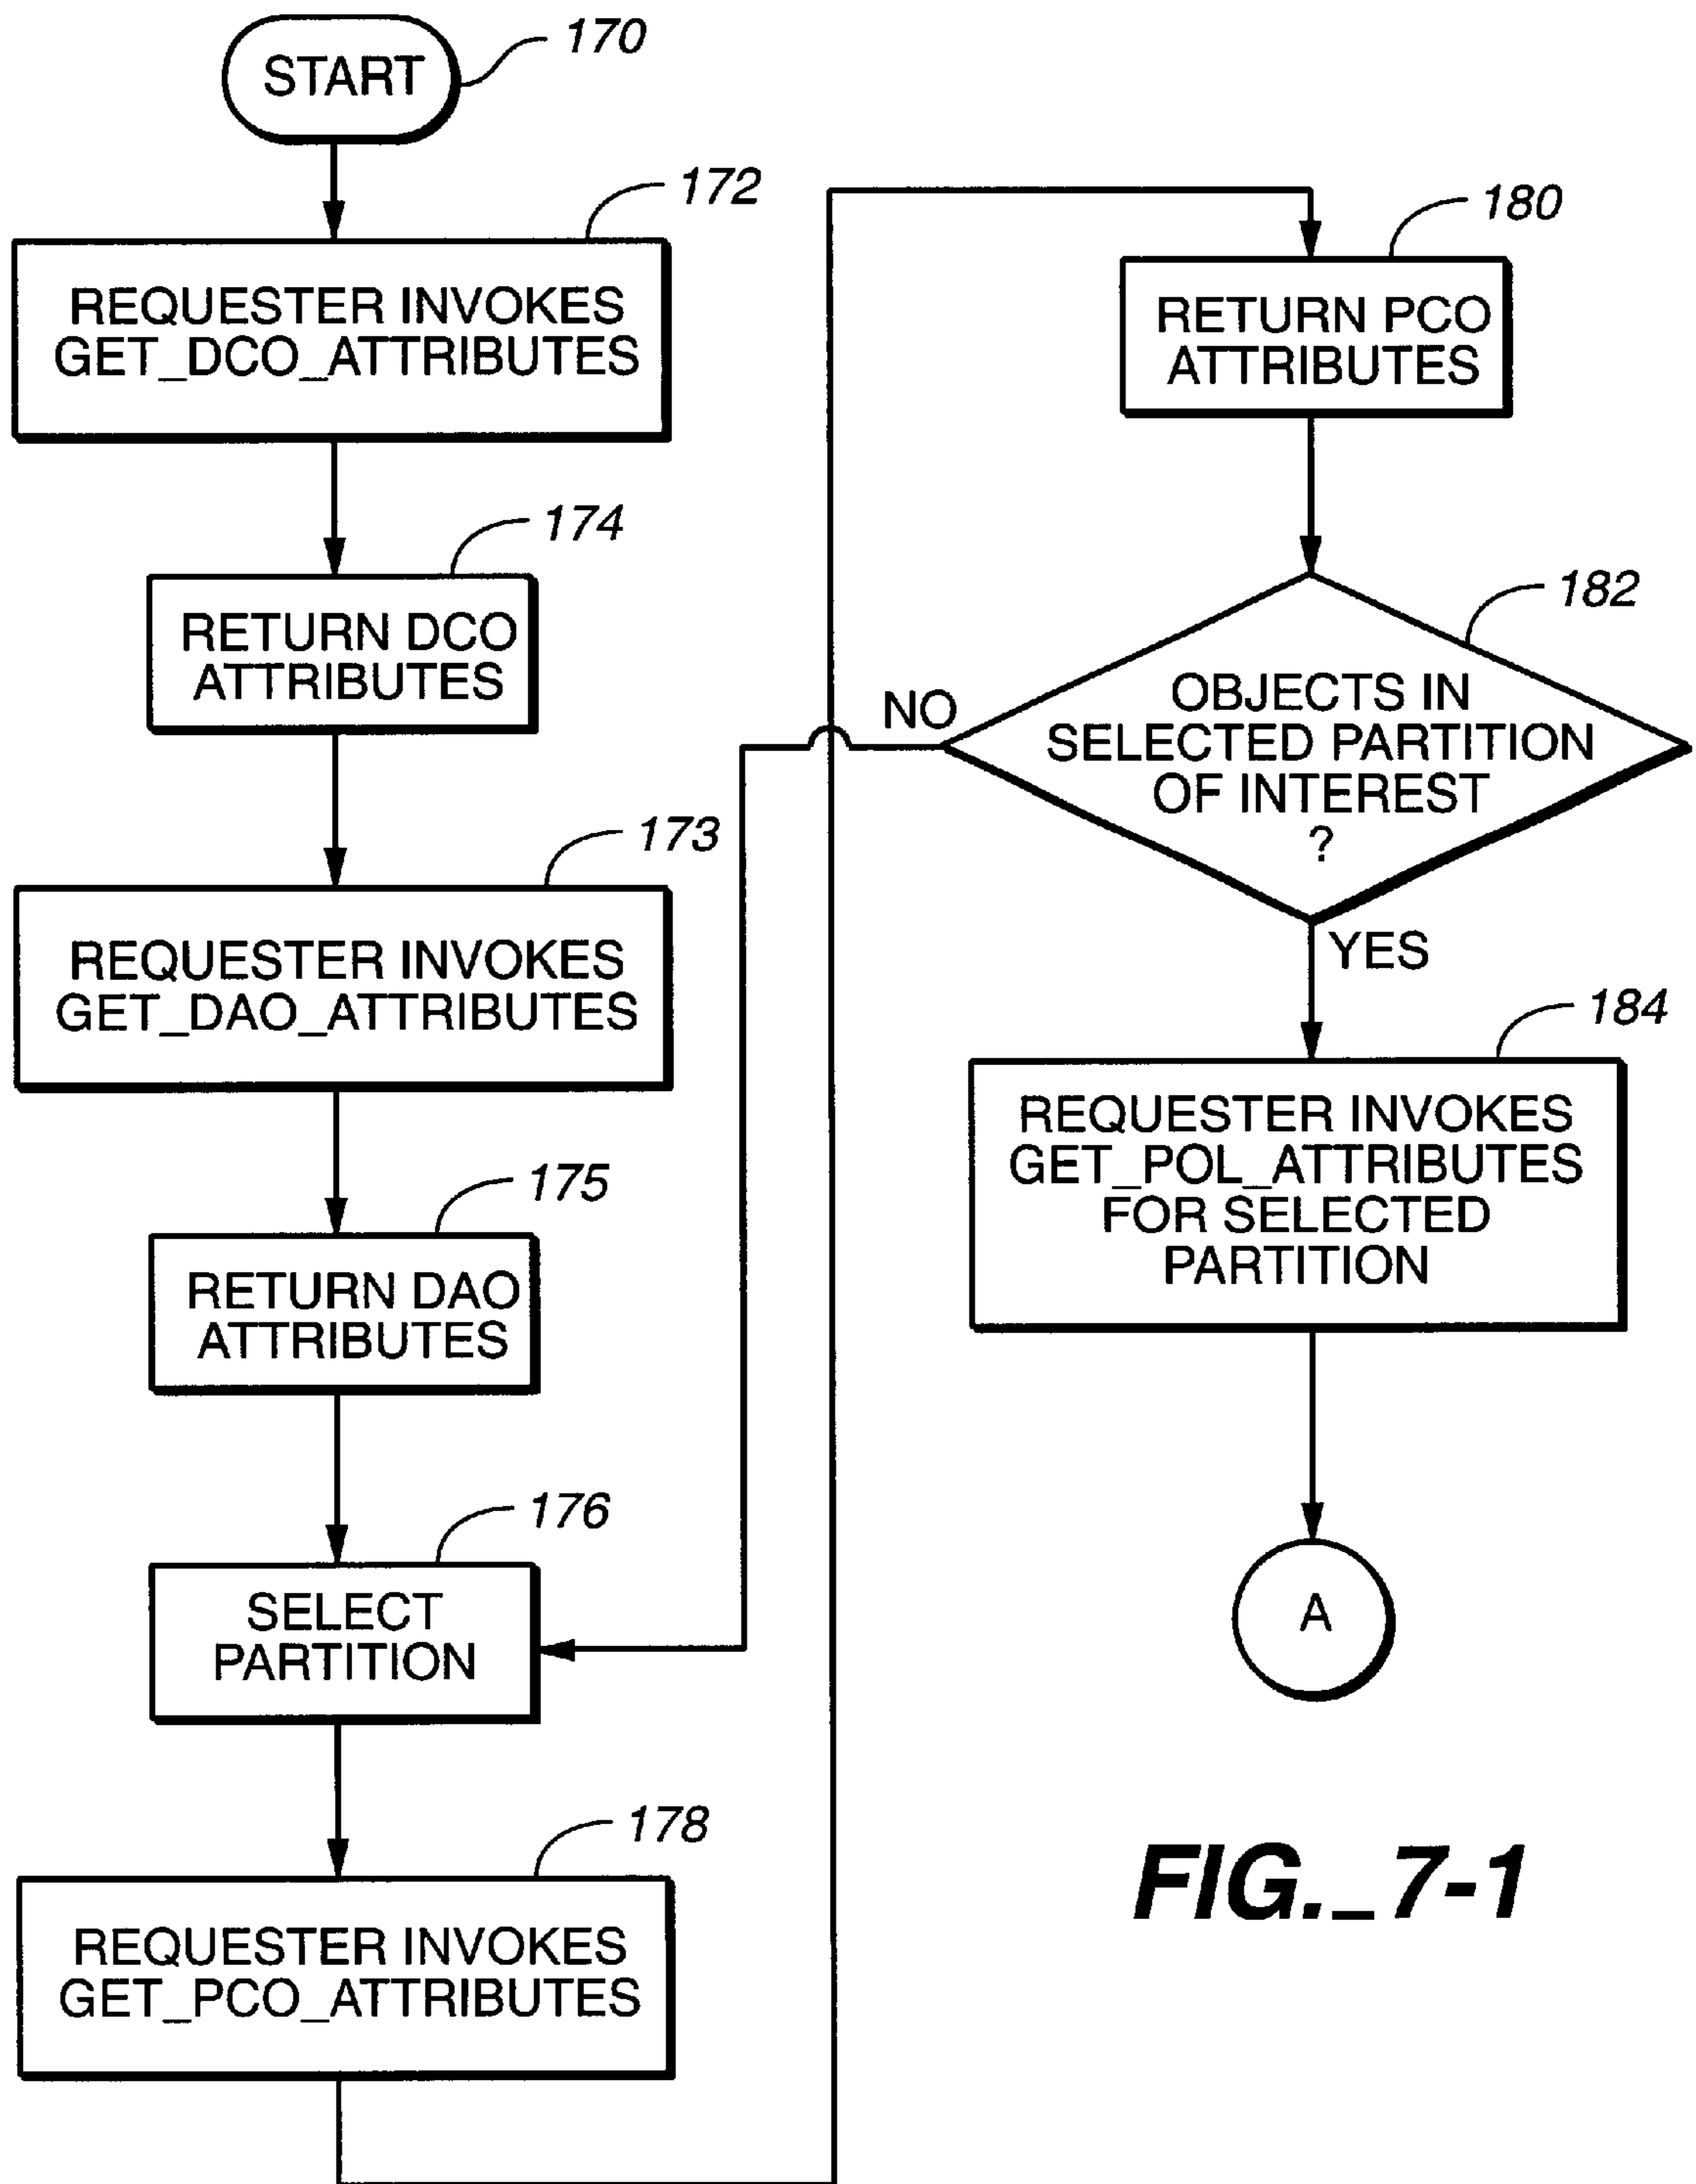 START
170
172
REQUESTER INVOKES
GET_DCO_ATTRIBUTES
174
RETURN DCO
ATTRIBUTES
173
REQUESTER INVOKES
GET_DAO_ATTRIBUTES
175
RETURN DAO
ATTRIBUTES
176
SELECT
PARTITION
178
REQUESTER INVOKES
GET_PCO_ATTRIBUTES
180
RETURN PCO
ATTRIBUTES
182
OBJECTS IN
SELECTED PARTITION
OF INTEREST
?
NO
YES
184
REQUESTER INVOKES
GET_POL_ATTRIBUTES
FOR SELECTED
PARTITION
A
FIG._7-1